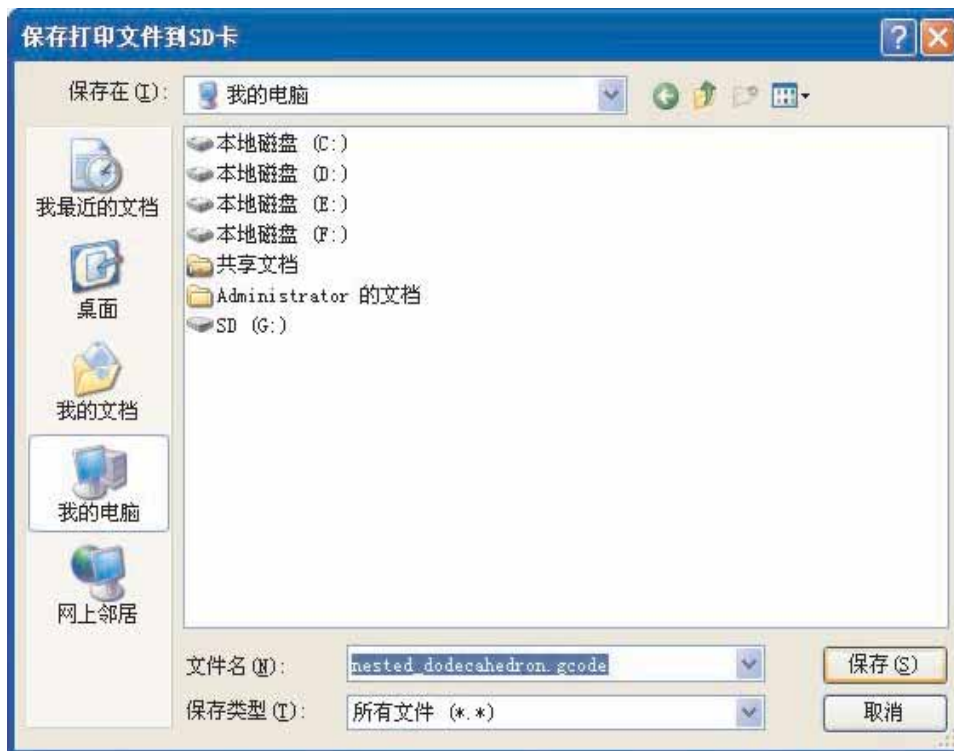 保存打印文件到SD卡
保存在(I):
我的电脑
我最近的文档
桌面
我的文档
我的电脑
网上邻居
本地磁盘 (C:)
本地磁盘 (D:)
本地磁盘 (E:)
本地磁盘 (F:)
共享文档
Administrator 的文档
SD (G:)
文件名(N):
nested_dodecahedron.gcode
保存(S)
保存类型(T):
所有文件 (*.*)
取消